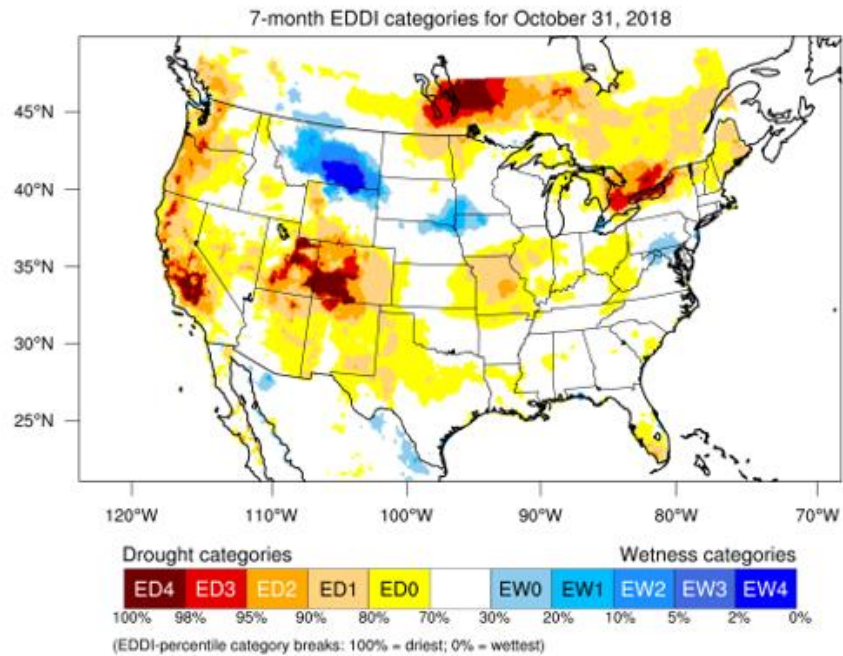 7-month EDDI categories for October 31, 2018
45°N
40°N
35°N
30°N
25°N
120°W 110°W 100°W 90°W 80°W 70°W
Drought categories Wetness categories
ED4 ED3 ED2 ED1 ED0 EW0 EW1 EW2 EW3 EW4
100% 98% 95% 90% 80% 70% 30% 20% 10% 5% 2% 0%
(EDDI-percentile category breaks: 100% = driest; 0% = wettest)